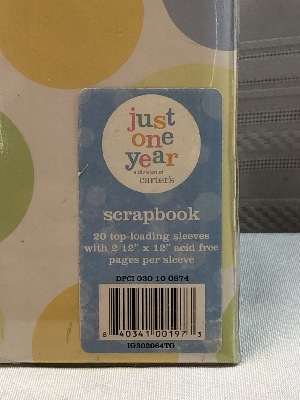 just
one
year
a division of
carter's
scrapbook
20 top-loading sleeves
with 2 12" x 12" acid free
pages per sleeve
DPCI 030 10 0874
8 40341 00197 3
IG302064TG